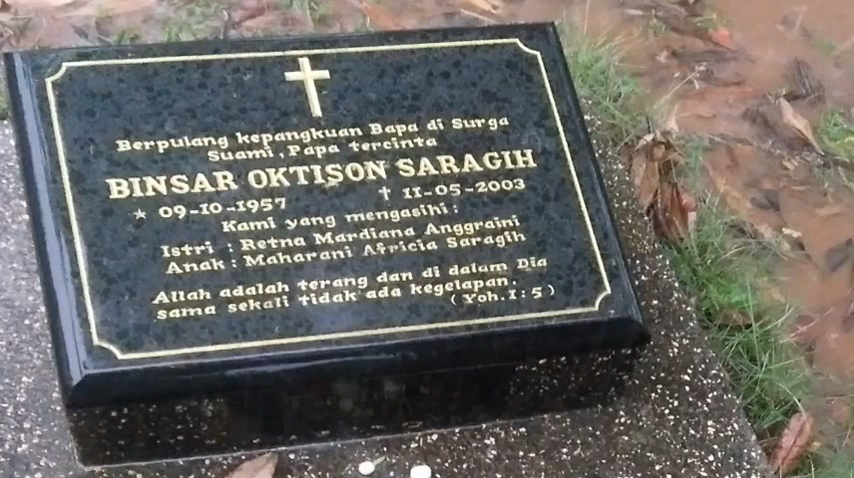 Berpulang kepangkuan Bapa di Surga
Suami, Papa tercinta
BINSAR OKTISON SARAGIH
★ 09-10-1957 ✝ 11-05-2003
Kami yang mengasihi :
Istri : Retna Mardiana Anggraini
Anak : Maharani Africia Saragih
Allah adalah terang dan di dalam Dia
sama sekali tidak ada kegelapan.
(Yoh.I:5)